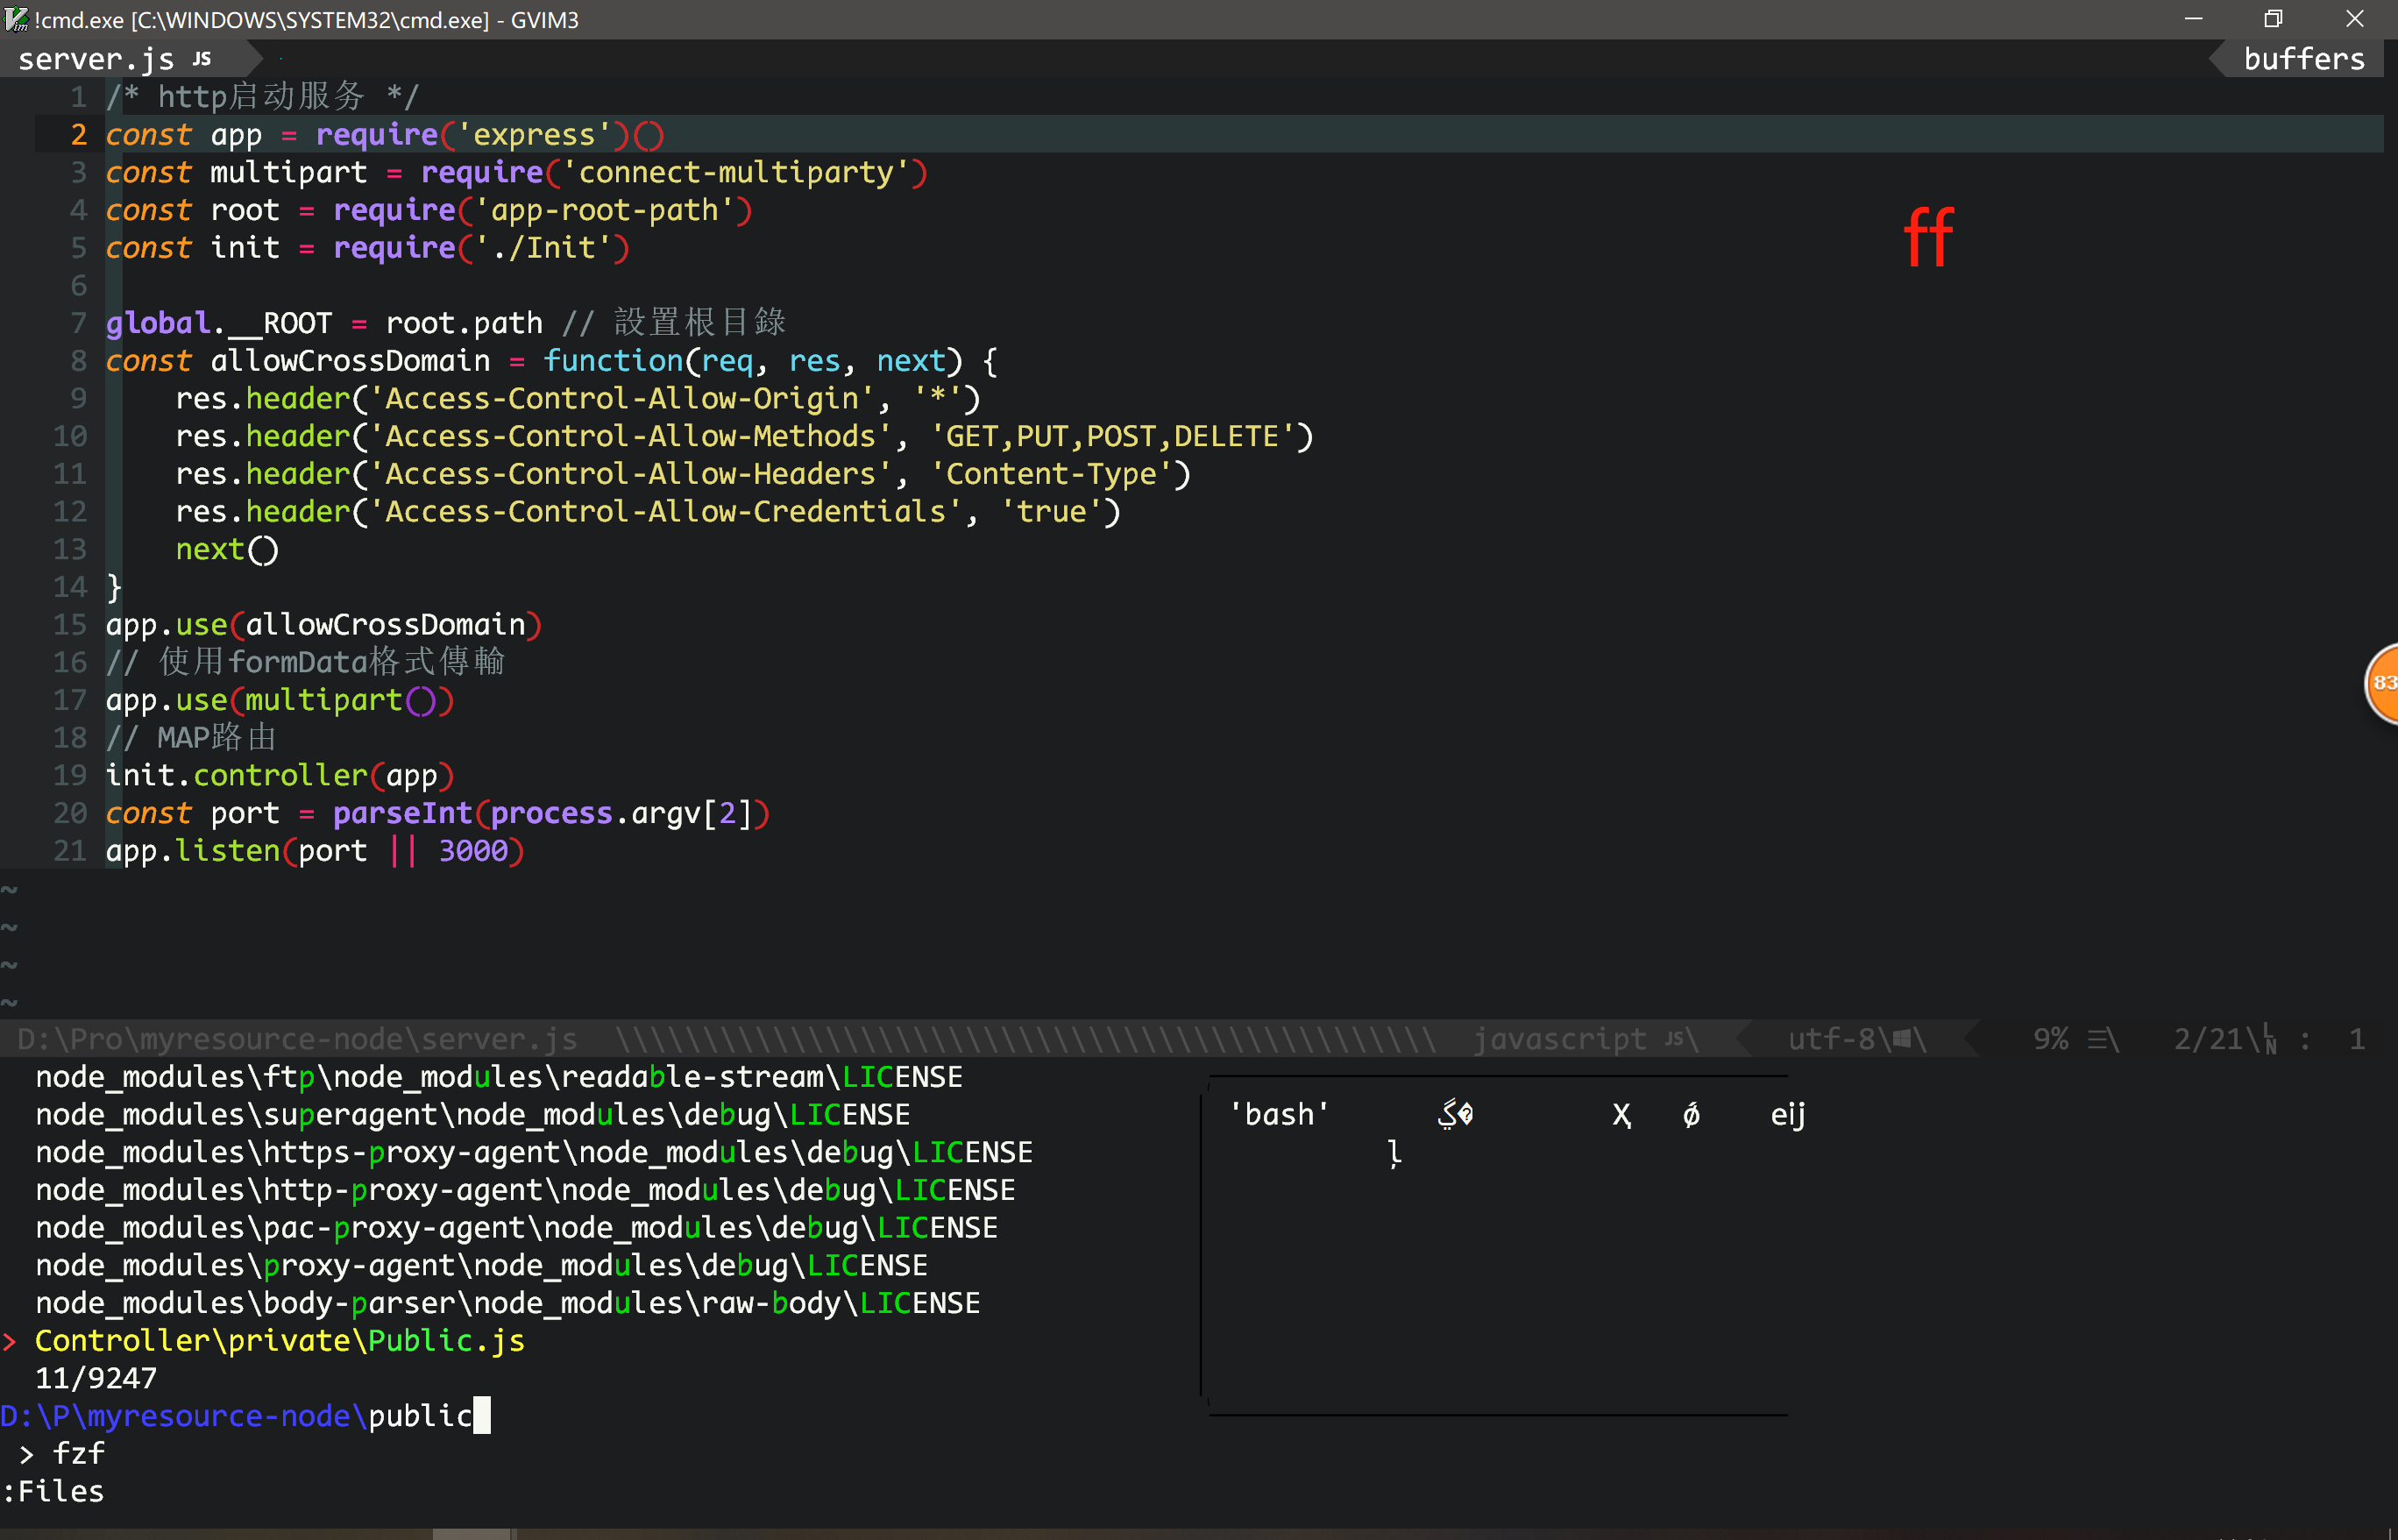 !cmd.exe [C:\WINDOWS\SYSTEM32\cmd.exe] - GVIM3
server.js JS
buffers
1 /* http启动服务 */
2 const app = require('express')()
3 const multipart = require('connect-multiparty')
4 const root = require('app-root-path')
5 const init = require('./Init')
ff
6
7 global.__ROOT = root.path // 設置根目錄
8 const allowCrossDomain = function(req, res, next) {
9     res.header('Access-Control-Allow-Origin', '*')
10     res.header('Access-Control-Allow-Methods', 'GET,PUT,POST,DELETE')
11     res.header('Access-Control-Allow-Headers', 'Content-Type')
12     res.header('Access-Control-Allow-Credentials', 'true')
13     next()
14 }
15 app.use(allowCrossDomain)
16 // 使用formData格式傳輸
17 app.use(multipart())
83
18 // MAP路由
19 init.controller(app)
20 const port = parseInt(process.argv[2])
21 app.listen(port || 3000)
~
~
~
~
D:\Pro\myresource-node\server.js \\\\\\\\\\\\\\\\\\\\\\\\\\\\\\\\\\\\\\\\\\\\\\\ javascript JS\ utf-8\ \ 9% ☰\ 2/21\LN : 1
node_modules\ftp\node_modules\readable-stream\LICENSE
node_modules\superagent\node_modules\debug\LICENSE
node_modules\https-proxy-agent\node_modules\debug\LICENSE
node_modules\http-proxy-agent\node_modules\debug\LICENSE
node_modules\pac-proxy-agent\node_modules\debug\LICENSE
node_modules\proxy-agent\node_modules\debug\LICENSE
node_modules\body-parser\node_modules\raw-body\LICENSE
> Controller\private\Public.js
11/9247
D:\P\myresource-node\public
> fzf
:Files
'bash' Ҳ ǿ eij
ļ